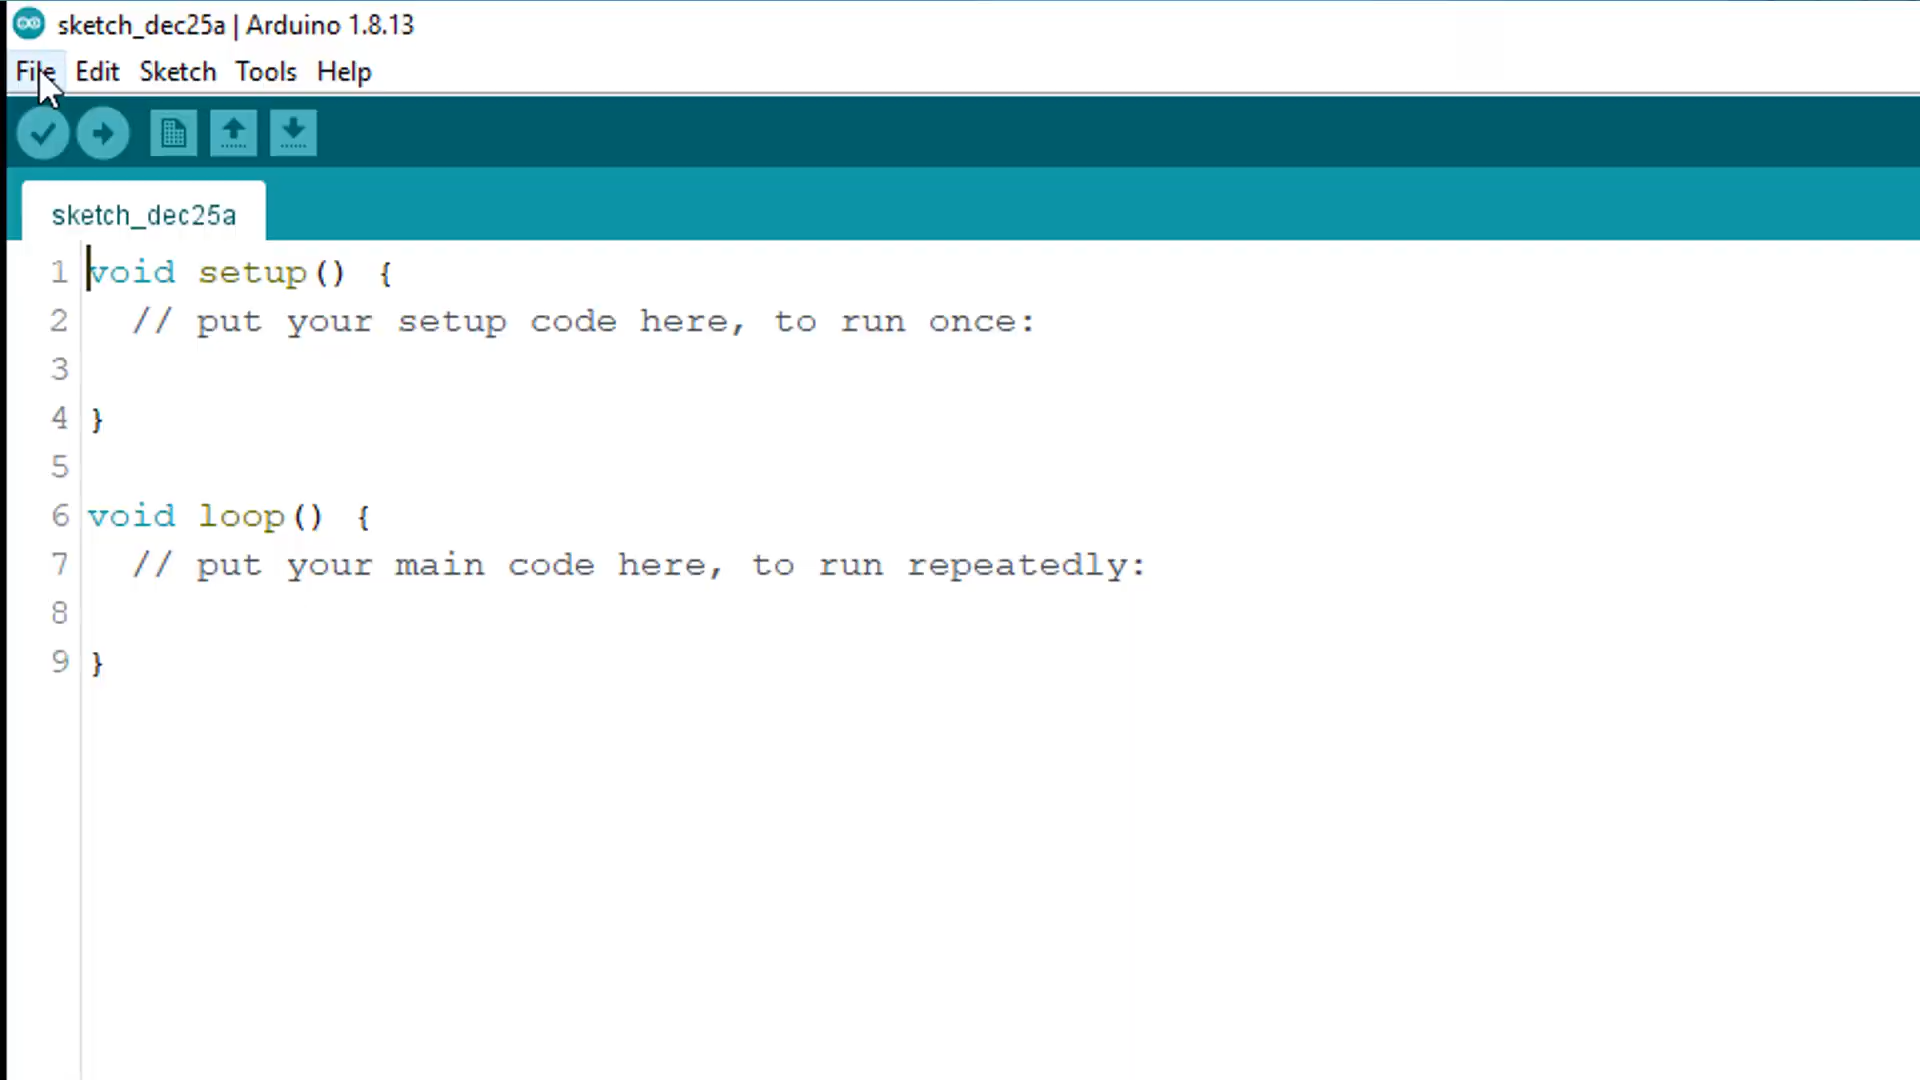 sketch_dec25a | Arduino 1.8.13
File Edit Sketch Tools Help
sketch_dec25a
1 void setup() {
2   // put your setup code here, to run once:
3
4 }
5
6 void loop() {
7   // put your main code here, to run repeatedly:
8
9 }